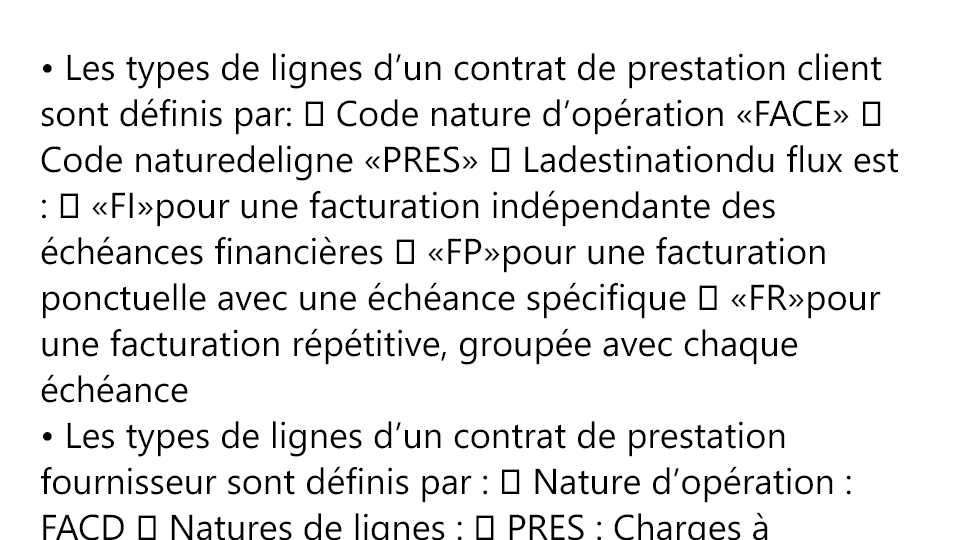 • Les types de lignes d’un contrat de prestation client
sont définis par: □ Code nature d’opération «FACE» □
Code naturedeligne «PRES» □ Ladestinationdu flux est
: □ «FI»pour une facturation indépendante des
échéances financières □ «FP»pour une facturation
ponctuelle avec une échéance spécifique □ «FR»pour
une facturation répétitive, groupée avec chaque
échéance
• Les types de lignes d’un contrat de prestation
fournisseur sont définis par : □ Nature d’opération :
FACD □ Natures de lignes : □ PRES : Charges à